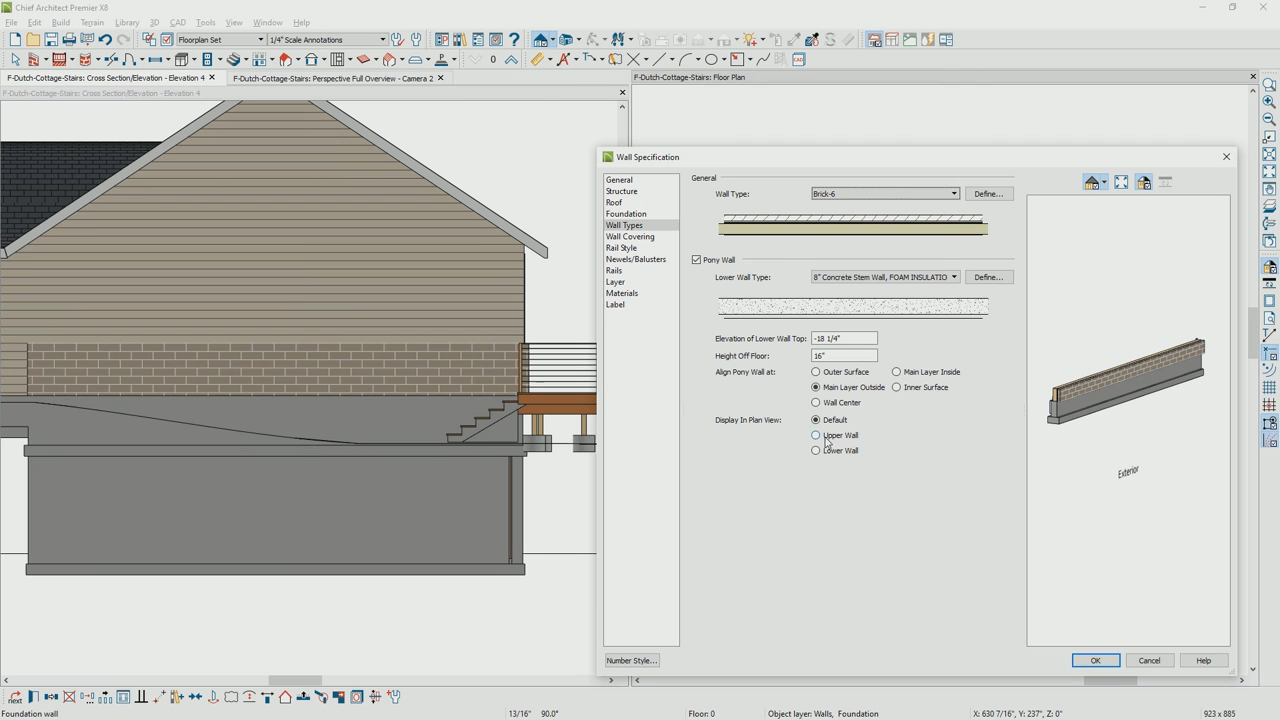 Chief Architect Premier X8
File Edit Build Terrain Library 3D CAD Tools View Window Help
Floorplan Set 1/4" Scale Annotations
F-Dutch-Cottage-Stairs: Cross Section/Elevation - Elevation 4 F-Dutch-Cottage-Stairs: Perspective Full Overview - Camera 2 F-Dutch-Cottage-Stairs: Floor Plan
F-Dutch-Cottage-Stairs: Cross Section/Elevation - Elevation 4
Wall Specification
General
Structure
Roof
Foundation
Wall Types
Wall Covering
Rail Style
Newels/Balusters
Rails
Layer
Materials
Label
General
Wall Type: Brick-6 Define...
Pony Wall
Lower Wall Type: 8" Concrete Stem Wall, FOAM INSULATIO Define...
Elevation of Lower Wall Top: -18 1/4"
Height Off Floor: 16"
Align Pony Wall at: Outer Surface Main Layer Inside
Main Layer Outside Inner Surface
Wall Center
Display In Plan View: Default
Upper Wall
Lower Wall
Exterior
Number Style... OK Cancel Help
next
Foundation wall 13/16" 90.0° Floor: 0 Object layer: Walls, Foundation X: 630 7/16", Y: 237", Z: 0" 923 x 885